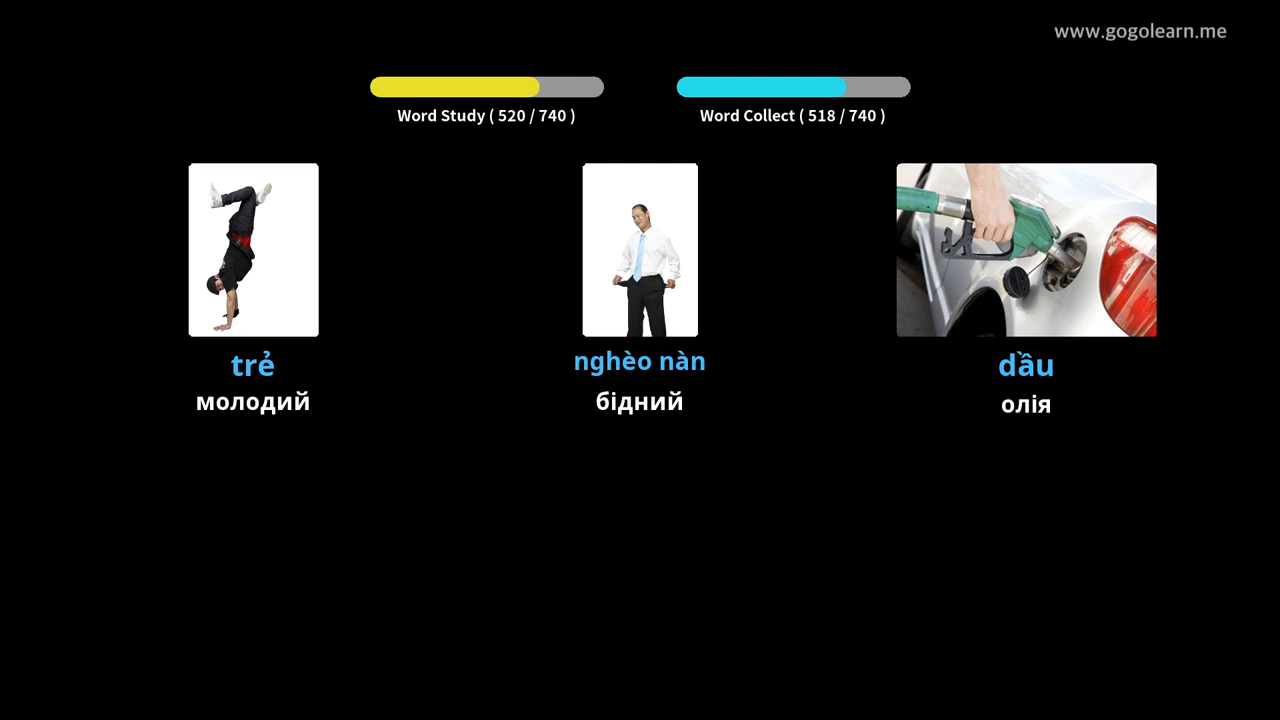 www.gogolearn.me
Word Study ( 520 / 740 )
Word Collect ( 518 / 740 )
trẻ
молодий
nghèo nàn
бідний
dầu
олія